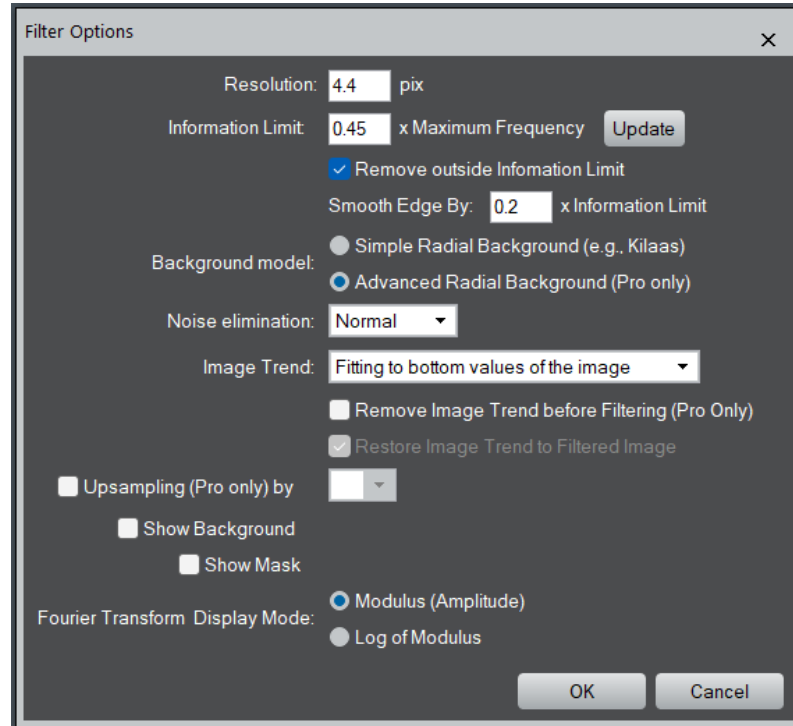 Filter Options
Resolution: 4.4 pix
Information Limit: 0.45 x Maximum Frequency Update
Remove outside Infomation Limit
Smooth Edge By: 0.2 x Information Limit
Background model:
Simple Radial Background (e.g., Kilaas)
Advanced Radial Background (Pro only)
Noise elimination: Normal
Image Trend: Fitting to bottom values of the image
Remove Image Trend before Filtering (Pro Only)
Restore Image Trend to Filtered Image
Upsampling (Pro only) by
Show Background
Show Mask
Fourier Transform Display Mode:
Modulus (Amplitude)
Log of Modulus
OK Cancel